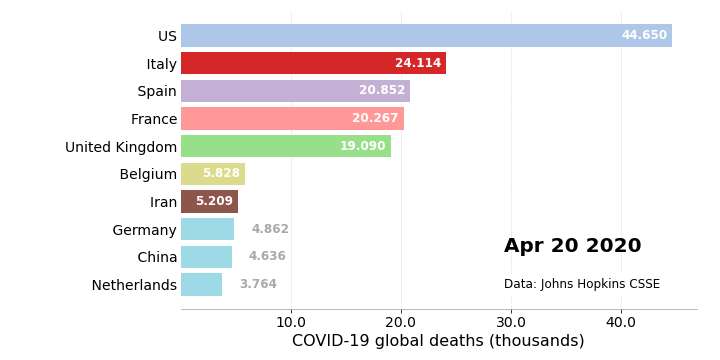 US 44.650
Italy 24.114
Spain 20.852
France 20.267
United Kingdom 19.090
Belgium 5.828
Iran 5.209
Germany 4.862
Apr 20 2020
China 4.636
Netherlands 3.764
Data: Johns Hopkins CSSE
10.0 20.0 30.0 40.0
COVID-19 global deaths (thousands)